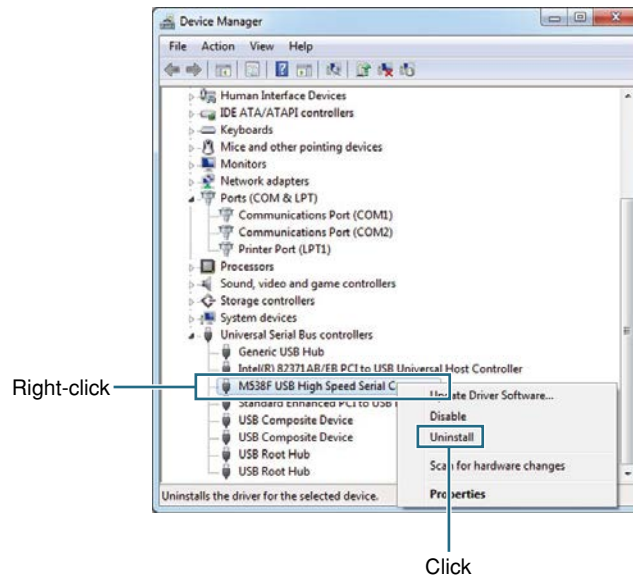 Device Manager
File Action View Help
Human Interface Devices
IDE ATA/ATAPI controllers
Keyboards
Mice and other pointing devices
Monitors
Network adapters
Ports (COM & LPT)
Communications Port (COM1)
Communications Port (COM2)
Printer Port (LPT1)
Processors
Sound, video and game controllers
Storage controllers
System devices
Universal Serial Bus controllers
Generic USB Hub
Intel(R) 82371AB/EB PCI to USB Universal Host Controller
Right-click
M538F USB High Speed Serial C
Update Driver Software...
Standard Enhanced PCI to USB
Disable
USB Composite Device
USB Composite Device
Uninstall
USB Root Hub
Scan for hardware changes
USB Root Hub
Properties
Uninstalls the driver for the selected device.
Click